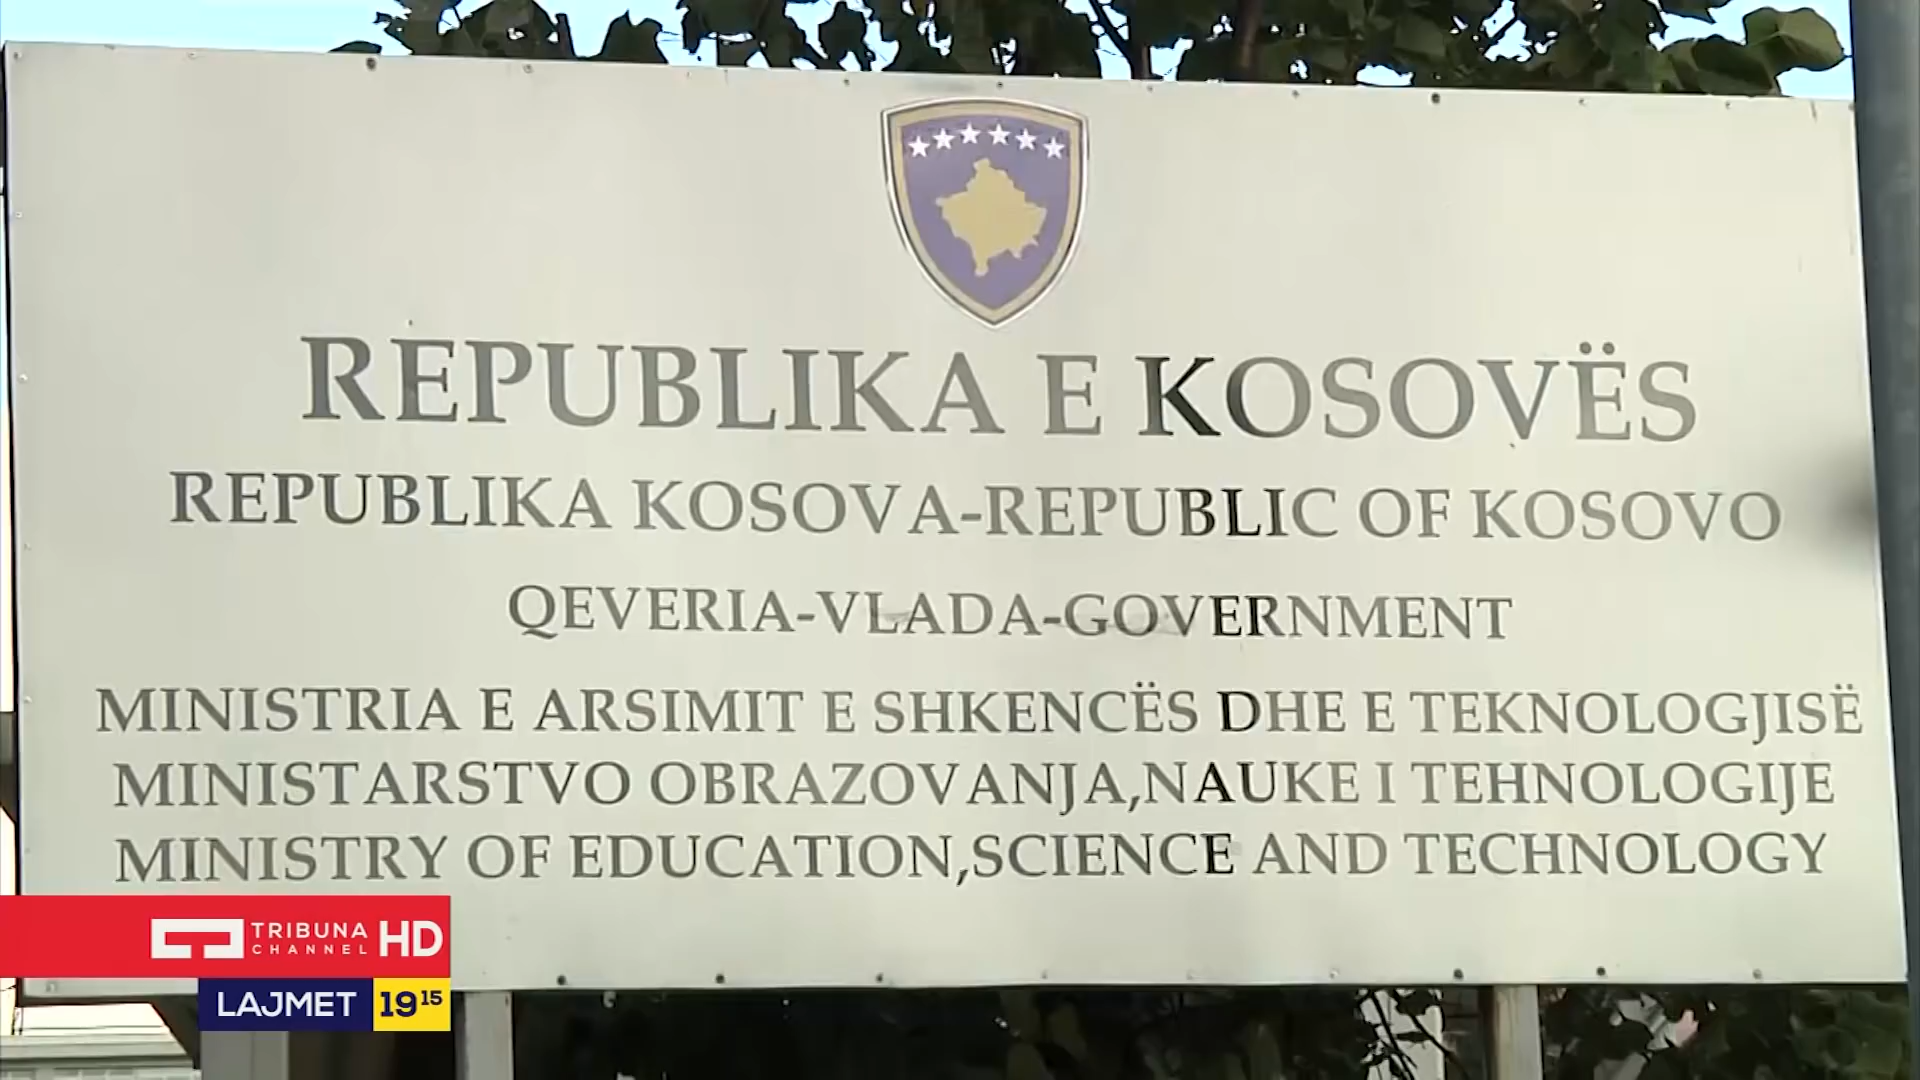 REPUBLIKA E KOSOVËS
REPUBLIKA KOSOVA-REPUBLIC OF KOSOVO
QEVERIA-VLADA-GOVERNMENT
MINISTRIA E ARSIMIT E SHKENCËS DHE E TEKNOLOGJISË
MINISTARSTVO OBRAZOVANJA,NAUKE I TEHNOLOGIJE
MINISTRY OF EDUCATION,SCIENCE AND TECHNOLOGY
TRIBUNA
CHANNEL
HD
LAJMET 19 15